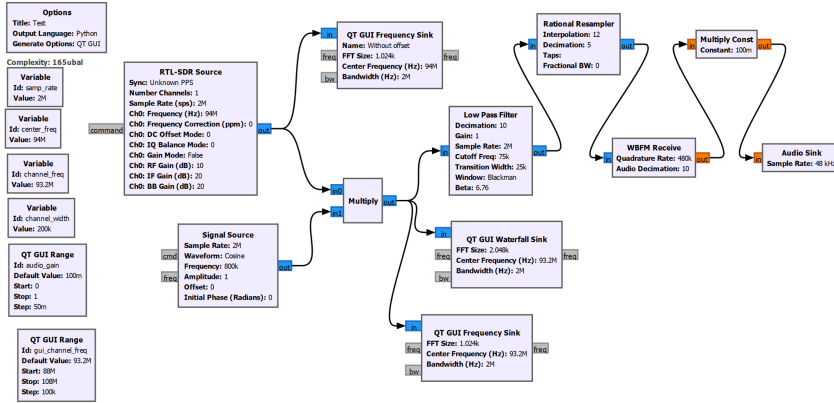 Options
Title: Test
Output Language: Python
Generate Options: QT GUI
Complexity: 165ubal
Variable
Id: samp_rate
Value: 2M
Variable
Id: center_freq
Value: 94M
Variable
Id: channel_freq
Value: 93.2M
Variable
Id: channel_width
Value: 200k
QT GUI Range
Id: audio_gain
Default Value: 100m
Start: 0
Stop: 1
Step: 50m
QT GUI Range
Id: gui_channel_freq
Default Value: 93.2M
Start: 88M
Stop: 108M
Step: 100k
RTL-SDR Source
Sync: Unknown PPS
Number Channels: 1
Sample Rate (sps): 2M
Ch0: Frequency (Hz): 94M
Ch0: Frequency Correction (ppm): 0
Ch0: DC Offset Mode: 0
Ch0: IQ Balance Mode: 0
Ch0: Gain Mode: False
Ch0: RF Gain (dB): 10
Ch0: IF Gain (dB): 20
Ch0: BB Gain (dB): 20
command
out
Signal Source
Sample Rate: 2M
Waveform: Cosine
Frequency: 800k
Amplitude: 1
Offset: 0
Initial Phase (Radians): 0
cmd
freq
out
QT GUI Frequency Sink
Name: Without offset
FFT Size: 1.024k
Center Frequency (Hz): 94M
Bandwidth (Hz): 2M
in
freq
bw
freq
in0
in1
Multiply
out
Low Pass Filter
Decimation: 10
Gain: 1
Sample Rate: 2M
Cutoff Freq: 75k
Transition Width: 25k
Window: Blackman
Beta: 6.76
in
out
QT GUI Waterfall Sink
FFT Size: 2.048k
Center Frequency (Hz): 93.2M
Bandwidth (Hz): 2M
in
freq
bw
freq
QT GUI Frequency Sink
FFT Size: 1.024k
Center Frequency (Hz): 93.2M
Bandwidth (Hz): 2M
in
freq
bw
freq
Rational Resampler
Interpolation: 12
Decimation: 5
Taps:
Fractional BW: 0
in
out
WBFM Receive
Quadrature Rate: 480k
Audio Decimation: 10
in
out
Multiply Const
Constant: 100m
in
out
Audio Sink
Sample Rate: 48 kHz
in